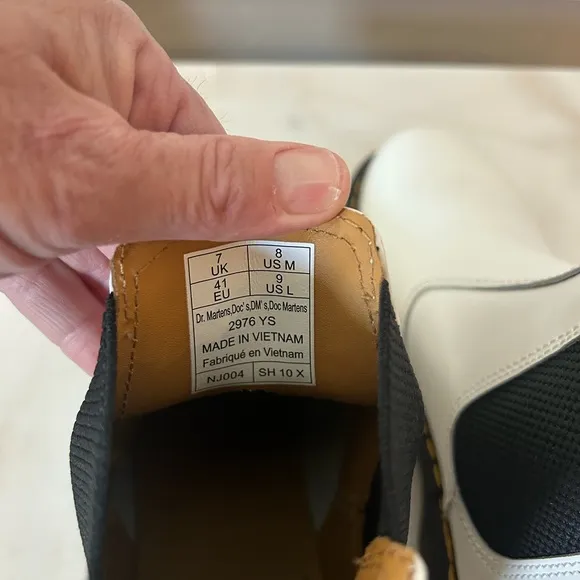 7 UK 8 US M
41 EU 9 US L
Dr. Martens,Doc's,DM's,Doc Martens
2976 YS
MADE IN VIETNAM
Fabriqué en Vietnam
NJ004 SH 10 X